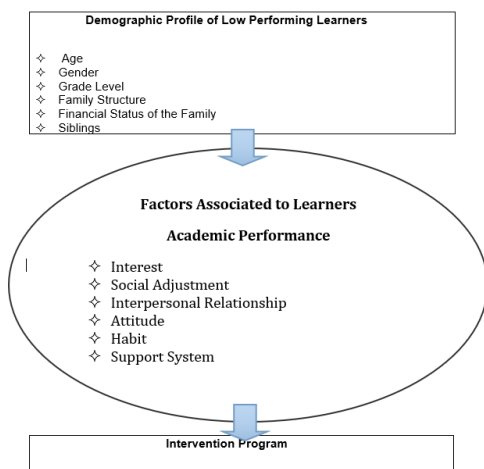 Demographic Profile of Low Performing Learners
Age
Gender
Grade Level
Family Structure
Financial Status of the Family
Siblings
Factors Associated to Learners
Academic Performance
Interest
Social Adjustment
Interpersonal Relationship
Attitude
Habit
Support System
Intervention Program